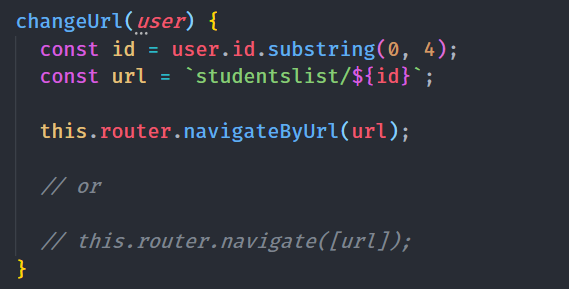 changeUrl(user) {
const id = user.id.substring(0, 4);
const url = `studentslist/${id}`;
this.router.navigateByUrl(url);
// or
// this.router.navigate([url]);
}